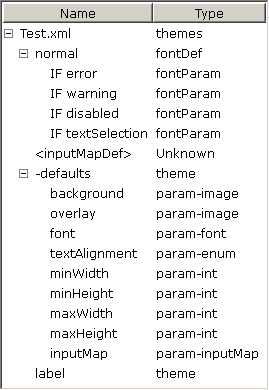 Name Type
Test.xml themes
normal fontDef
IF error fontParam
IF warning fontParam
IF disabled fontParam
IF textSelection fontParam
<inputMapDef> Unknown
-defaults theme
background param-image
overlay param-image
font param-font
textAlignment param-enum
minWidth param-int
minHeight param-int
maxWidth param-int
maxHeight param-int
inputMap param-inputMap
label theme